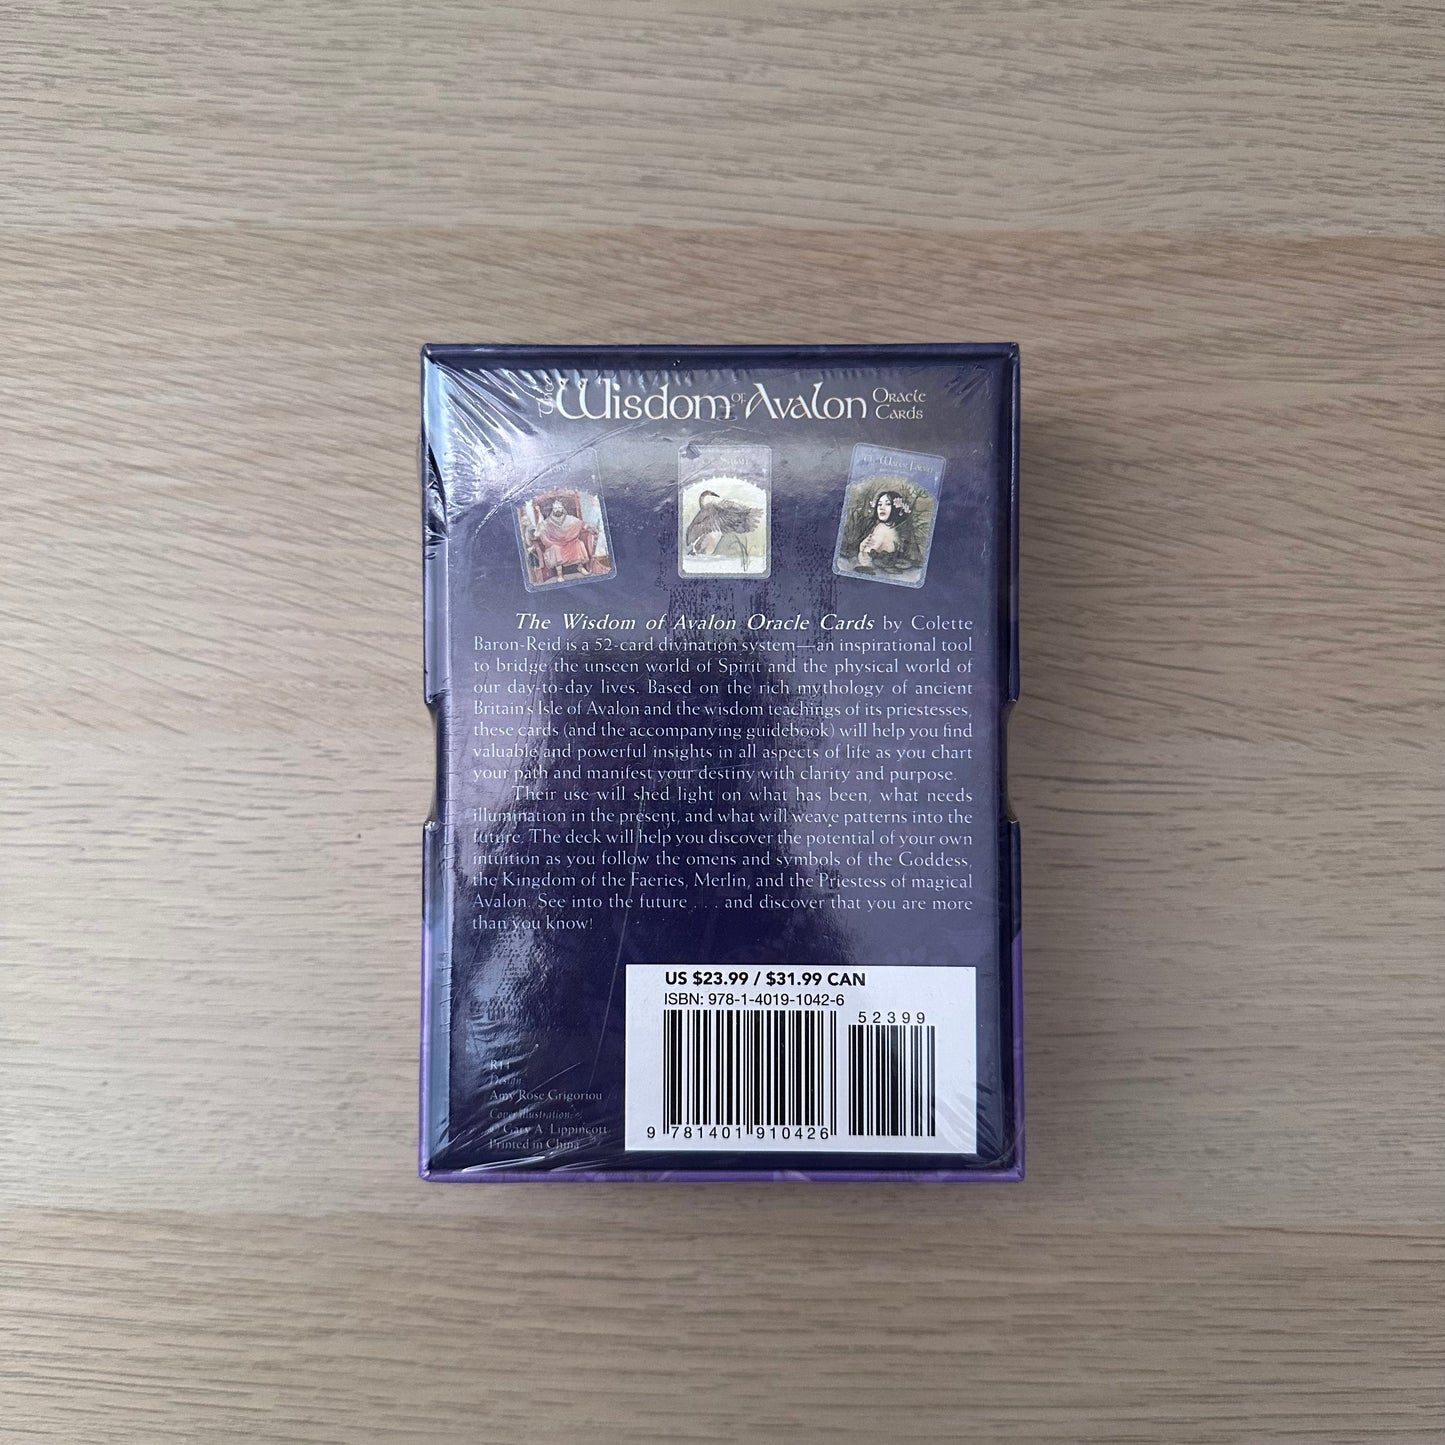 The Wisdom OF Avalon Oracle Cards
King
Swan
The Water Fairy
The Wisdom of Avalon Oracle Cards by Colette
Baron-Reid is a 52-card divination system—an inspirational tool
to bridge the unseen world of Spirit and the physical world of
our day-to-day lives. Based on the rich mythology of ancient
Britain's Isle of Avalon and the wisdom teachings of its priestesses,
these cards (and the accompanying guidebook) will help you find
valuable and powerful insights in all aspects of life as you chart
your path and manifest your destiny with clarity and purpose.
Their use will shed light on what has been, what needs
illumination in the present, and what will weave patterns into the
future. The deck will help you discover the potential of your own
intuition as you follow the omens and symbols of the Goddess,
the Kingdom of the Faeries, Merlin, and the Priestess of magical
Avalon. See into the future . . . and discover that you are more
than you know!
US $23.99 / $31.99 CAN
ISBN: 978-1-4019-1042-6
52399
9 781401 910426
R11
Design
Amy Rose Grigoriou
Cover illustration:
© Gary A. Lippincott
Printed in China